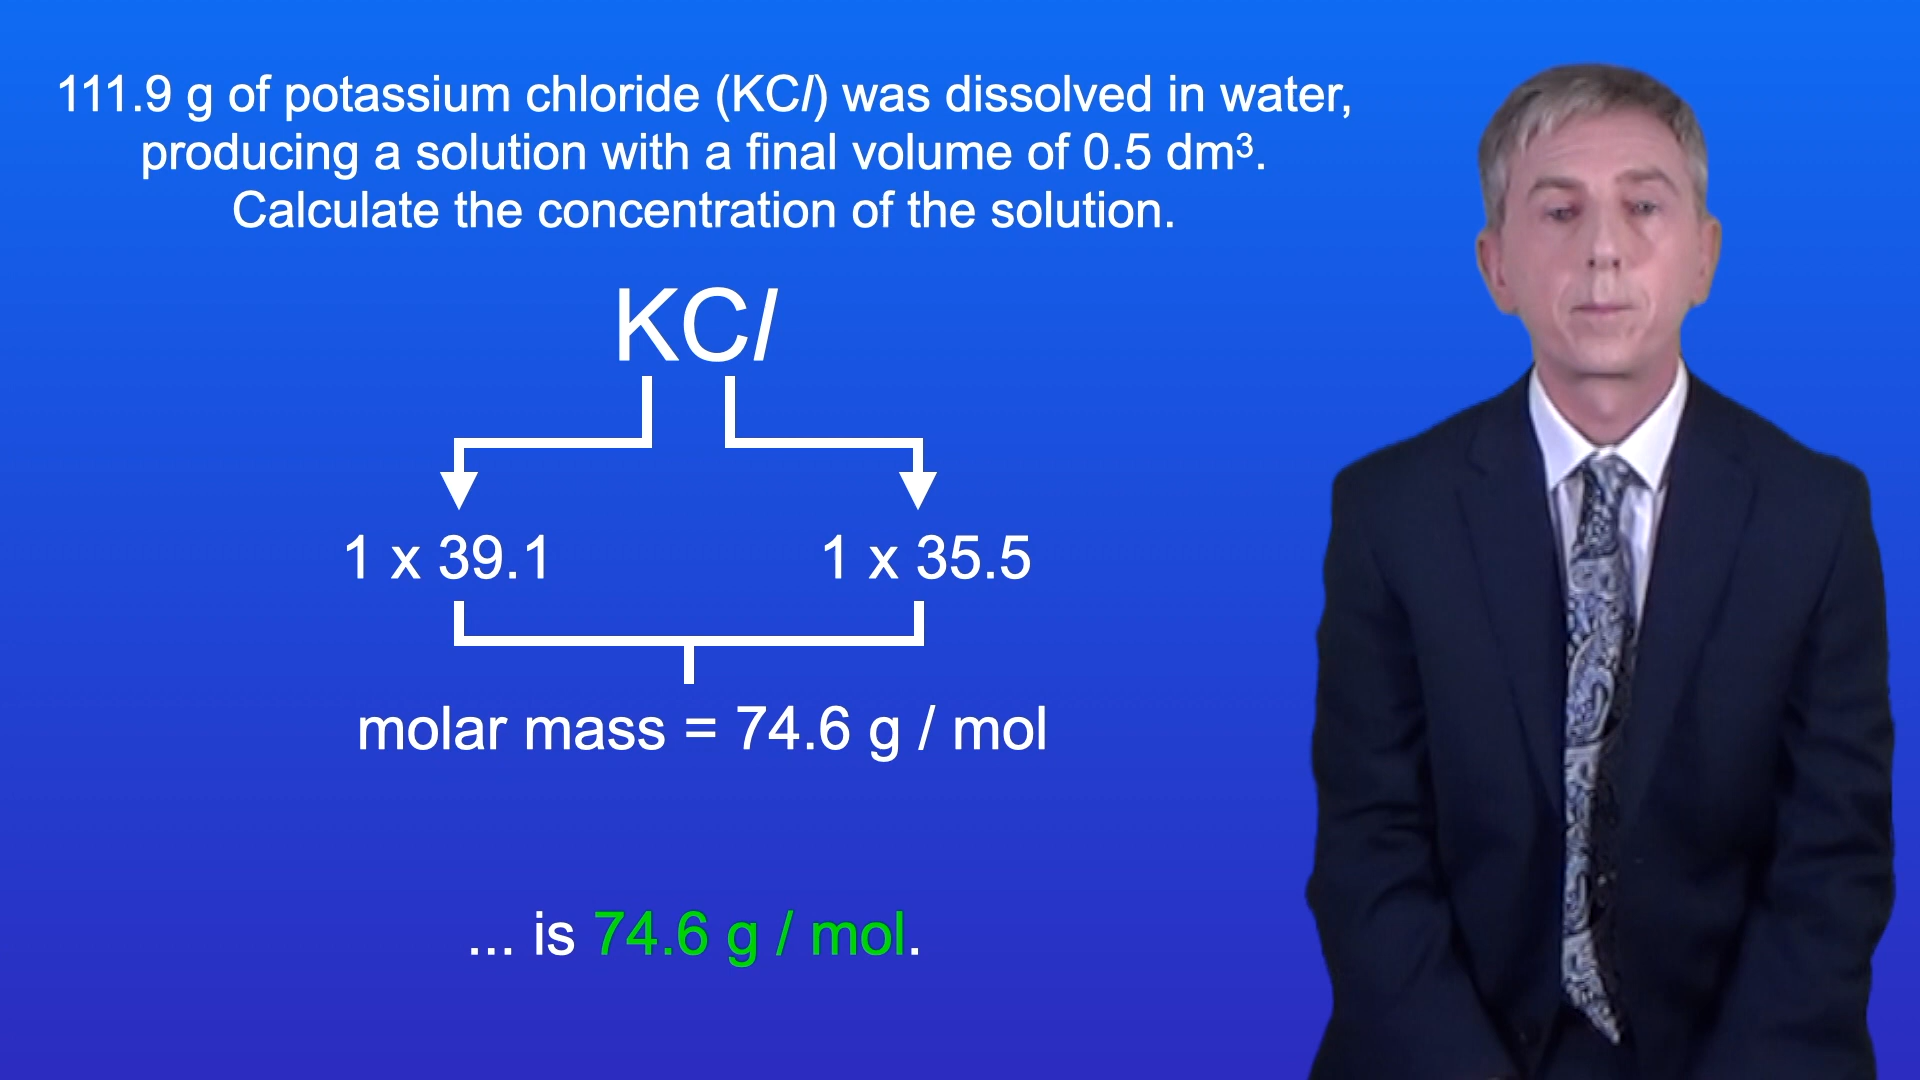 111.9 g of potassium chloride (KCl) was dissolved in water,
producing a solution with a final volume of 0.5 dm³.
Calculate the concentration of the solution.
KCl
1 x 39.1 1 x 35.5
molar mass = 74.6 g / mol
... is 74.6 g / mol.